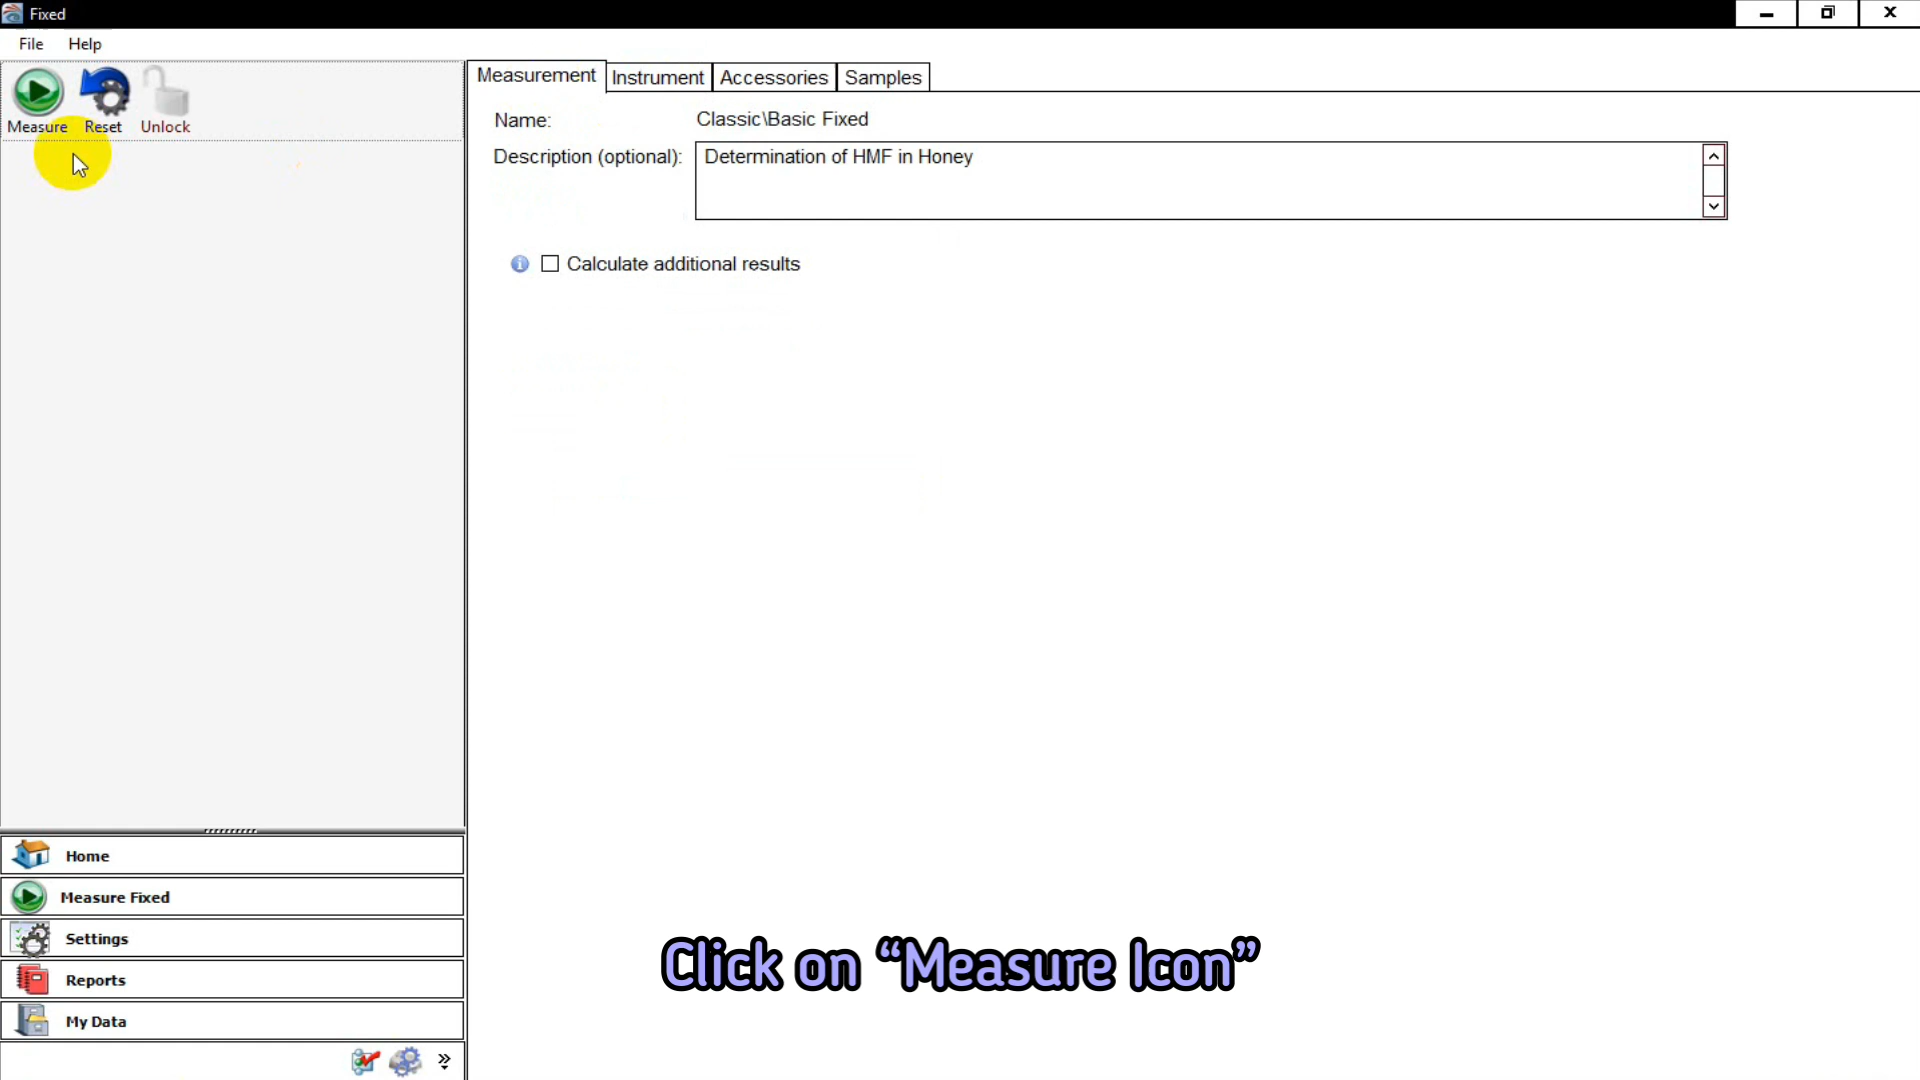 Fixed
File Help
Measure Reset Unlock
Measurement Instrument Accessories Samples
Name: Classic\Basic Fixed
Description (optional): Determination of HMF in Honey
Calculate additional results
Home
Measure Fixed
Settings
Reports
My Data
Click on “Measure Icon”